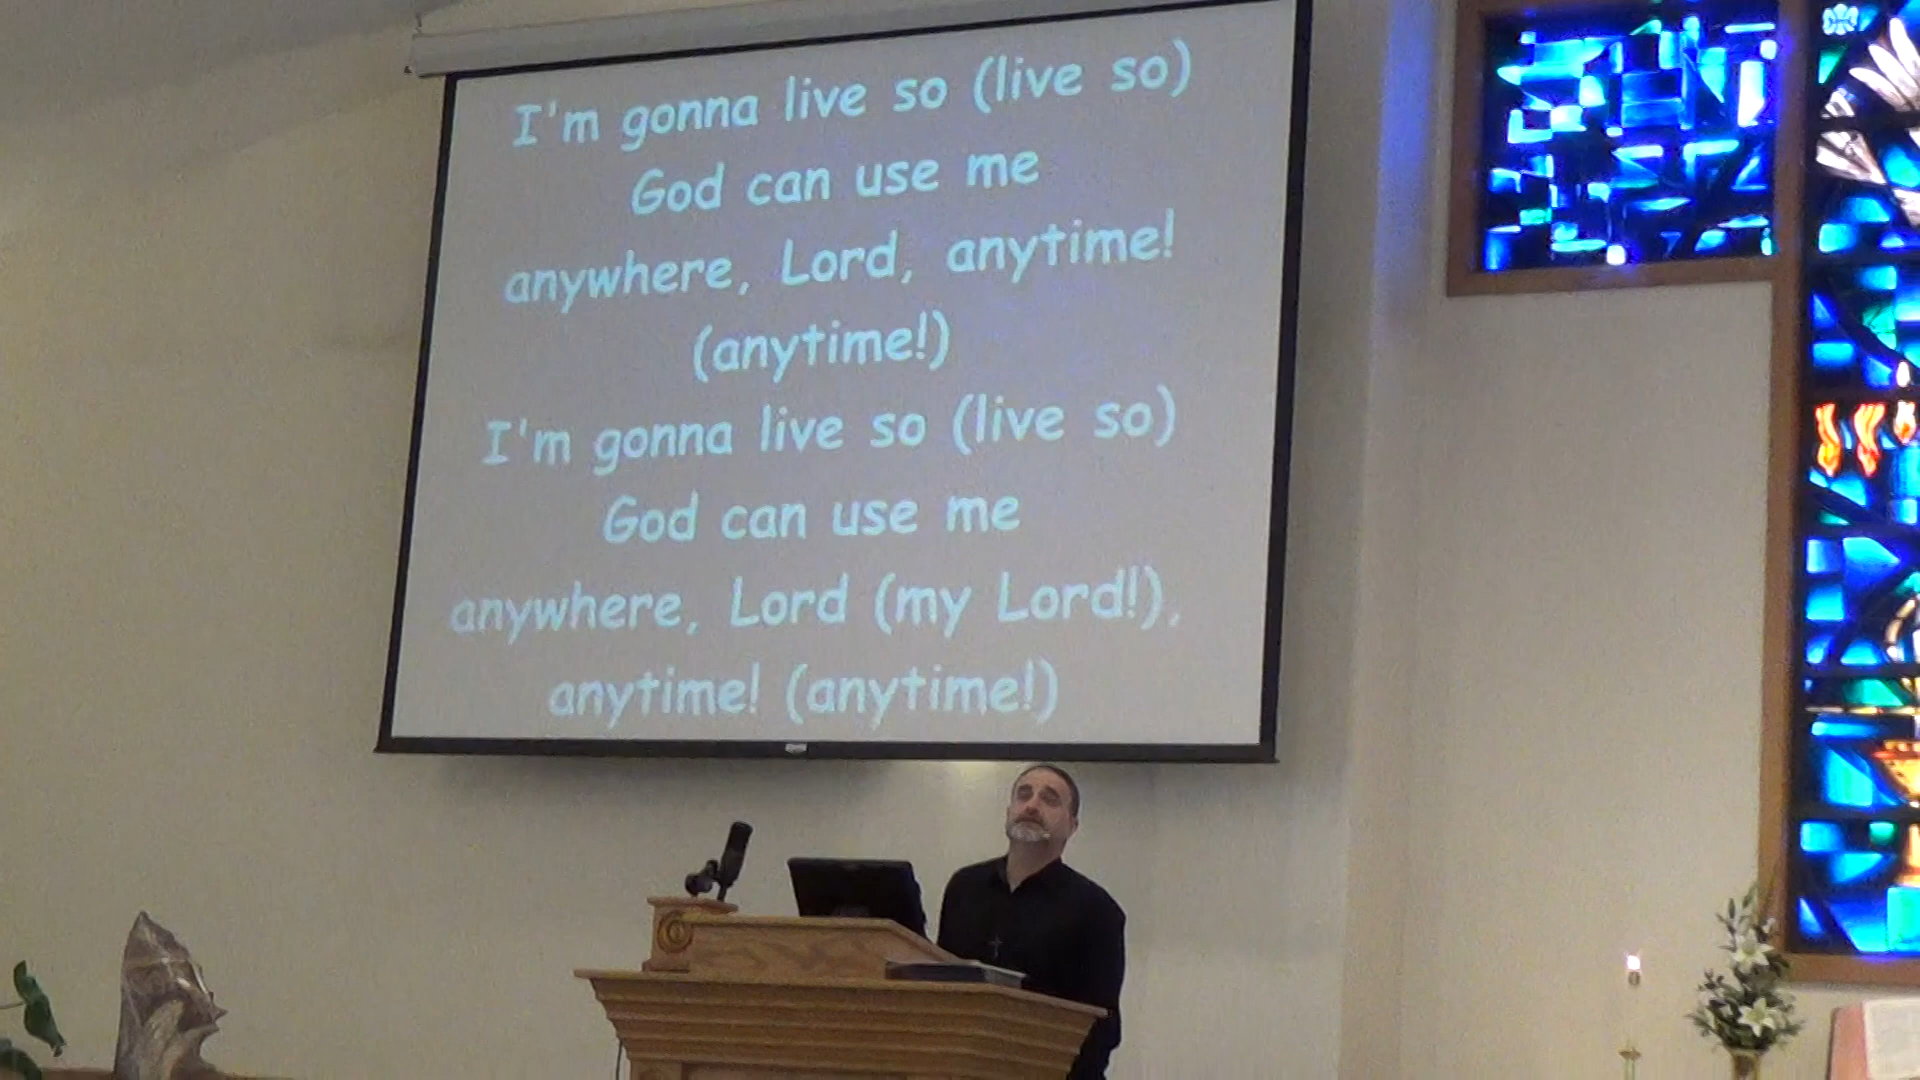 I'm gonna live so (live so)
God can use me
anywhere, Lord, anytime!
(anytime!)
I'm gonna live so (live so)
God can use me
anywhere, Lord (my Lord!),
anytime! (anytime!)